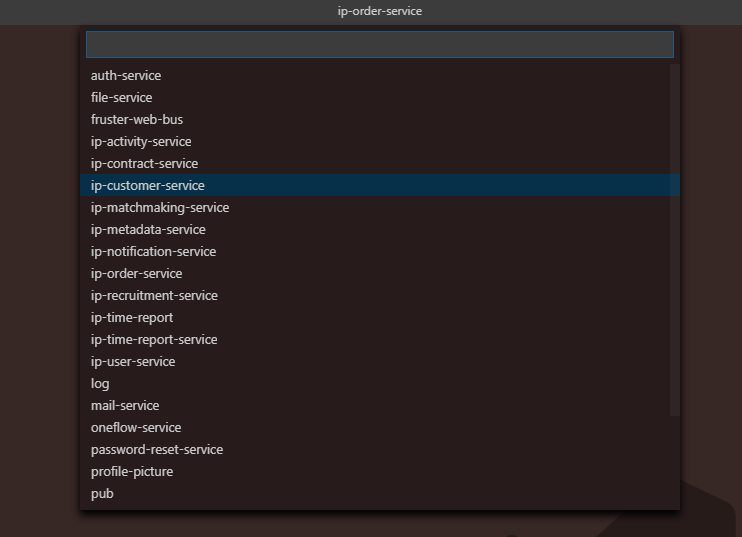 ip-order-service
auth-service
file-service
fruster-web-bus
ip-activity-service
ip-contract-service
ip-customer-service
ip-matchmaking-service
ip-metadata-service
ip-notification-service
ip-order-service
ip-recruitment-service
ip-time-report
ip-time-report-service
ip-user-service
log
mail-service
oneflow-service
password-reset-service
profile-picture
pub